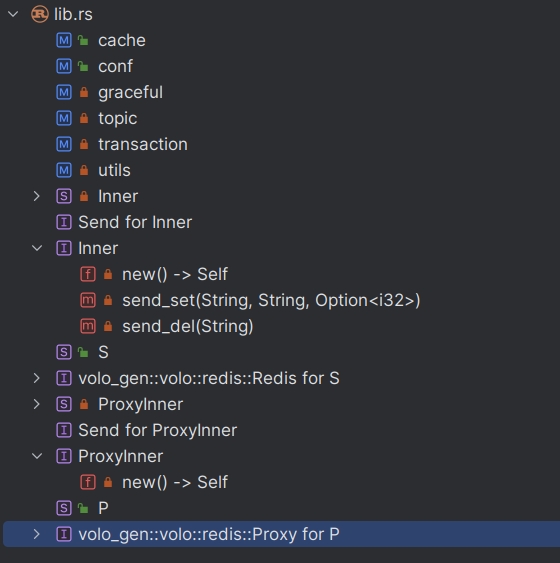 lib.rs
M cache
M conf
M graceful
M topic
M transaction
M utils
S Inner
I Send for Inner
I Inner
f new() -> Self
m send_set(String, String, Option<i32>)
m send_del(String)
S S
I volo_gen::volo::redis::Redis for S
S ProxyInner
I Send for ProxyInner
I ProxyInner
f new() -> Self
S P
I volo_gen::volo::redis::Proxy for P